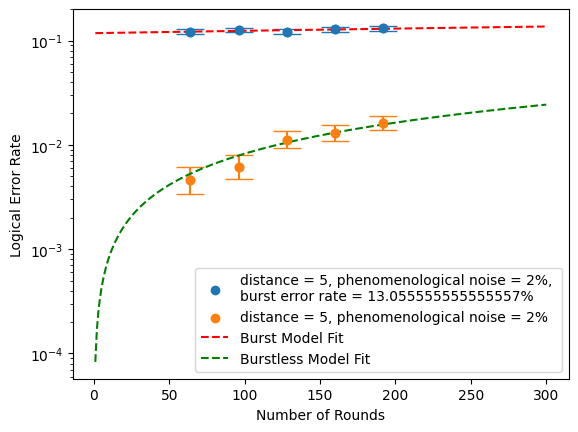 Logical Error Rate
10⁻¹
10⁻²
10⁻³
10⁻⁴
distance = 5, phenomenological noise = 2%,
burst error rate = 13.055555555555557%
distance = 5, phenomenological noise = 2%
Burst Model Fit
Burstless Model Fit
0 50 100 150 200 250 300
Number of Rounds